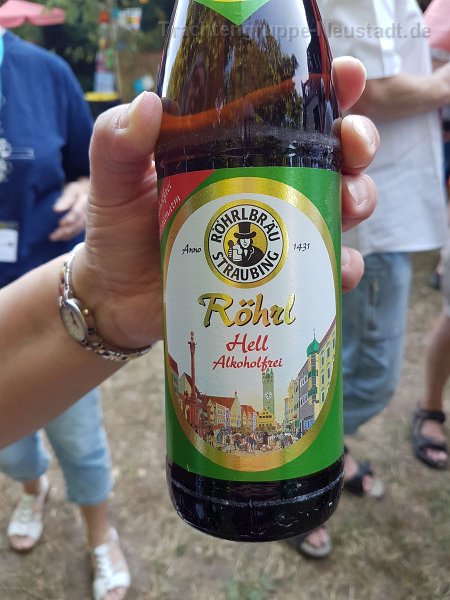 Trachtengruppe-Neustadt.de
RÖHRLBRÄU
STRAUBING
Anno 1431
Röhrl
Hell
Alkoholfrei